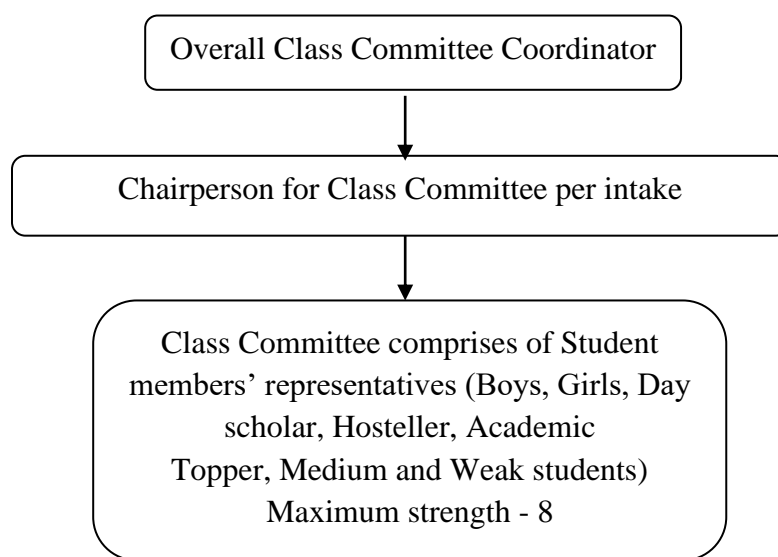 Overall Class Committee Coordinator
Chairperson for Class Committee per intake
Class Committee comprises of Student
members’ representatives (Boys, Girls, Day
scholar, Hosteller, Academic
Topper, Medium and Weak students)
Maximum strength - 8